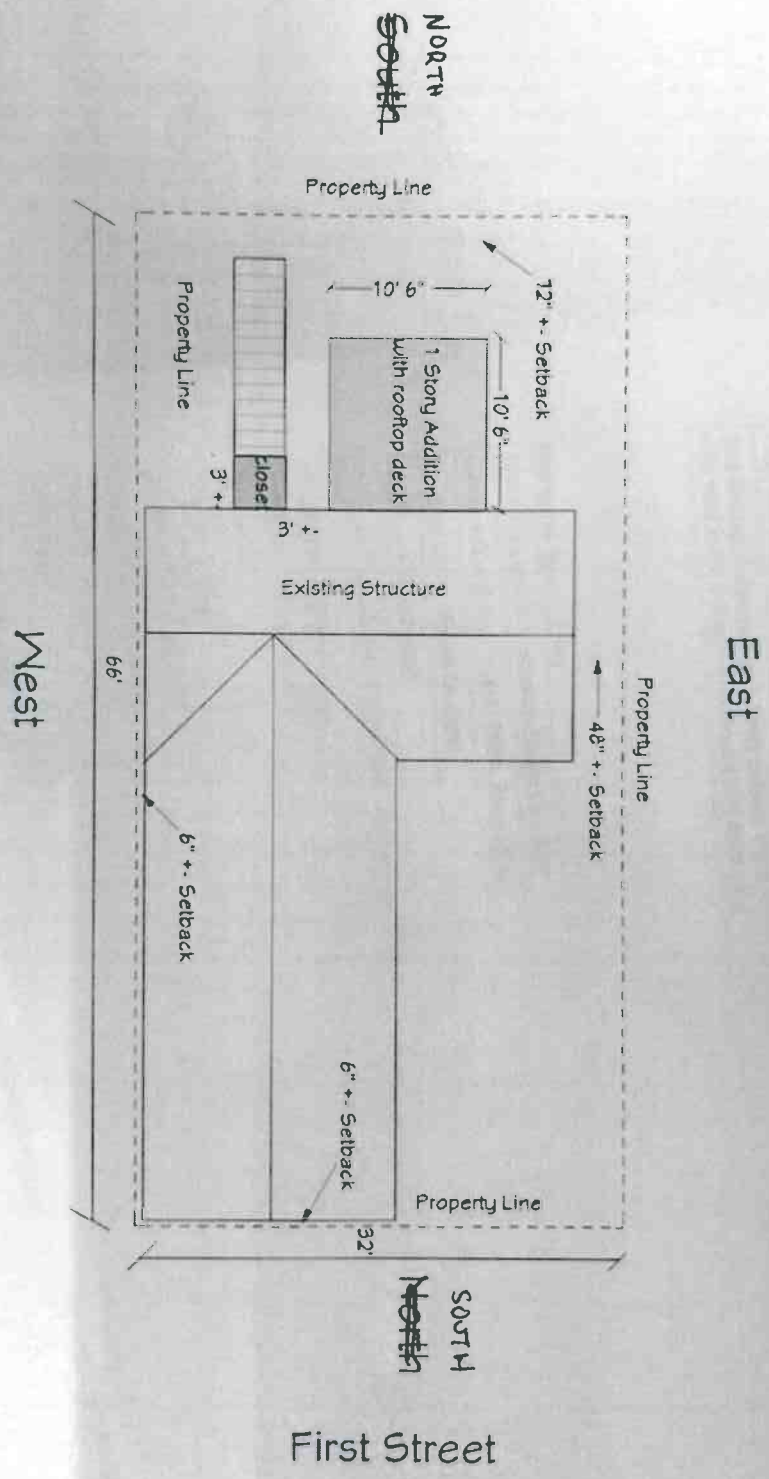 NORTH
South
Property Line
12" +- Setback
10' 6"
10' 6"
1 Story Addition
with rooftop deck
Property Line
closet
3' +-
3' +-
Existing Structure
East
Property Line
48" +- Setback
West
66'
6" +- Setback
6" +- Setback
Property Line
32'
SOUTH
North
First Street